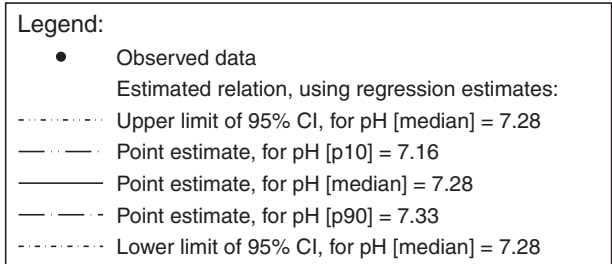 Legend:
Observed data
Estimated relation, using regression estimates:
Upper limit of 95% CI, for pH [median] = 7.28
Point estimate, for pH [p10] = 7.16
Point estimate, for pH [median] = 7.28
Point estimate, for pH [p90] = 7.33
Lower limit of 95% CI, for pH [median] = 7.28